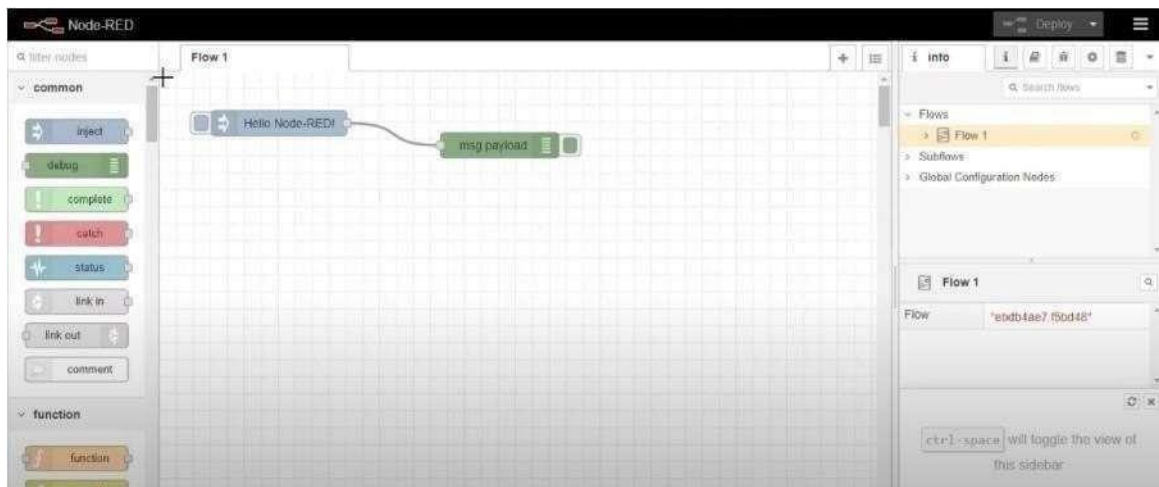 Node-RED
Deploy
filter nodes
Flow 1
info
Search flows
common
inject
debug
complete
catch
status
link in
link out
comment
function
function
Hello Node-RED!
msg.payload
Flows
Flow 1
Subflows
Global Configuration Nodes
Flow 1
Flow
"ebdb4ae7.f5bd48"
ctrl-space will toggle the view of
this sidebar